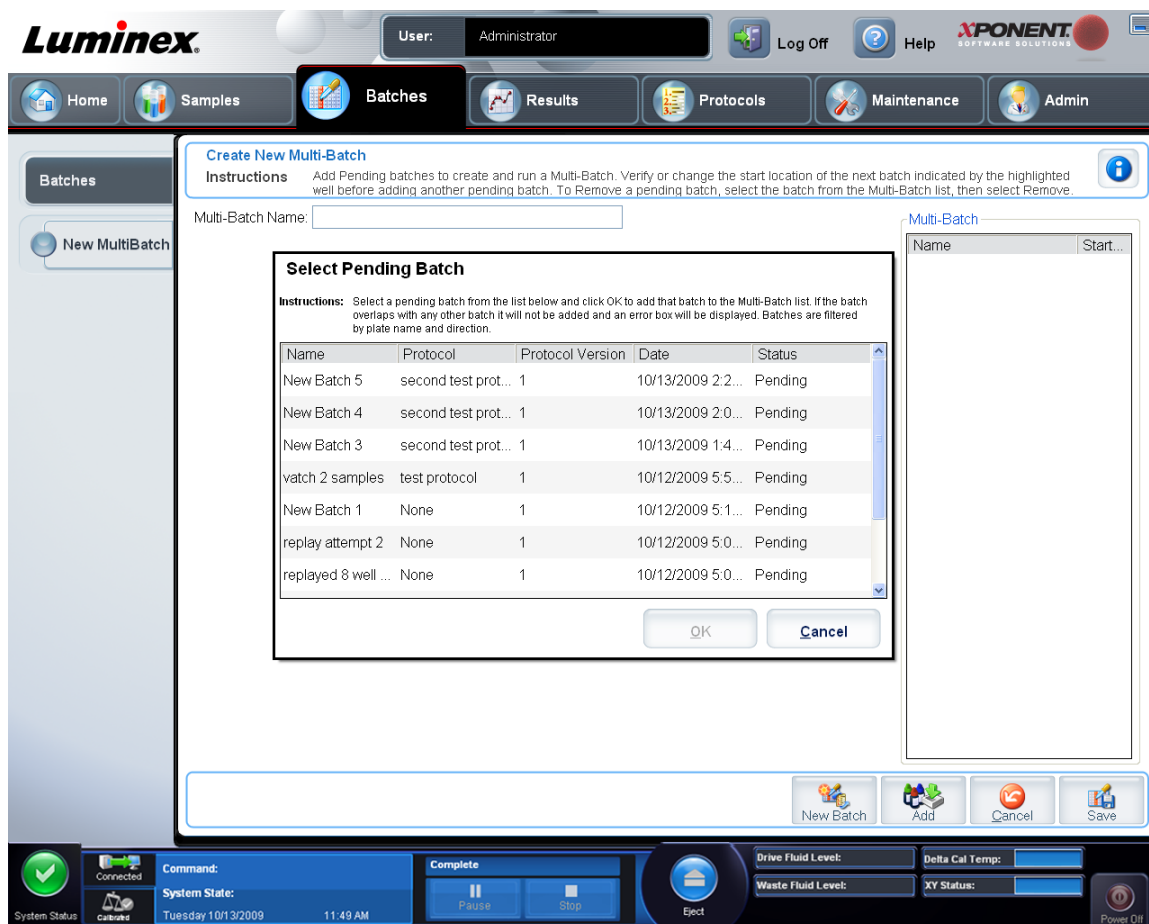 Luminex.
User: Administrator
Log Off
Help
XPONENT.
SOFTWARE SOLUTIONS
Home
Samples
Batches
Results
Protocols
Maintenance
Admin
Batches
New MultiBatch
Create New Multi-Batch
Instructions Add Pending batches to create and run a Multi-Batch. Verify or change the start location of the next batch indicated by the highlighted
well before adding another pending batch. To Remove a pending batch, select the batch from the Multi-Batch list, then select Remove.
Multi-Batch Name:
Multi-Batch
Name Start...
Select Pending Batch
Instructions: Select a pending batch from the list below and click OK to add that batch to the Multi-Batch list. If the batch
overlaps with any other batch it will not be added and an error box will be displayed. Batches are filtered
by plate name and direction.
Name Protocol Protocol Version Date Status
New Batch 5 second test prot... 1 10/13/2009 2:2... Pending
New Batch 4 second test prot... 1 10/13/2009 2:0... Pending
New Batch 3 second test prot... 1 10/13/2009 1:4... Pending
vatch 2 samples test protocol 1 10/12/2009 5:5... Pending
New Batch 1 None 1 10/12/2009 5:1... Pending
replay attempt 2 None 1 10/12/2009 5:0... Pending
replayed 8 well ... None 1 10/12/2009 5:0... Pending
OK
Cancel
New Batch
Add
Cancel
Save
System Status
Connected
Calibrated
Command:
System State:
Tuesday 10/13/2009 11:49 AM
Complete
Pause
Stop
Eject
Drive Fluid Level:
Waste Fluid Level:
Delta Cal Temp:
XY Status:
Power Off